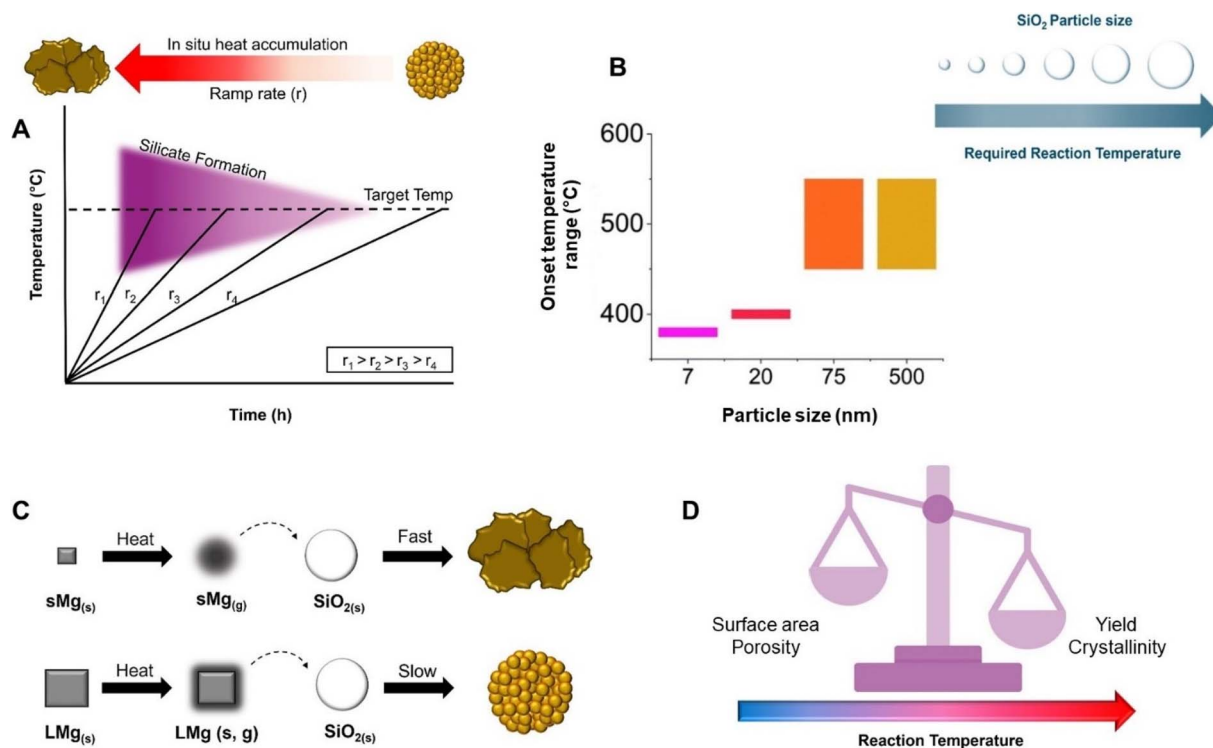 In situ heat accumulation
Ramp rate (r)
A
Temperature (°C)
Silicate Formation
Target Temp
r₁
r₂
r₃
r₄
r₁ > r₂ > r₃ > r₄
Time (h)
B
SiO₂ Particle size
Required Reaction Temperature
Onset temperature
range (°C)
600
500
400
7
20
75
500
Particle size (nm)
C
Heat
Fast
sMg(s)
sMg(g)
SiO₂(s)
Heat
Slow
LMg(s)
LMg (s, g)
SiO₂(s)
D
Surface area
Porosity
Yield
Crystallinity
Reaction Temperature